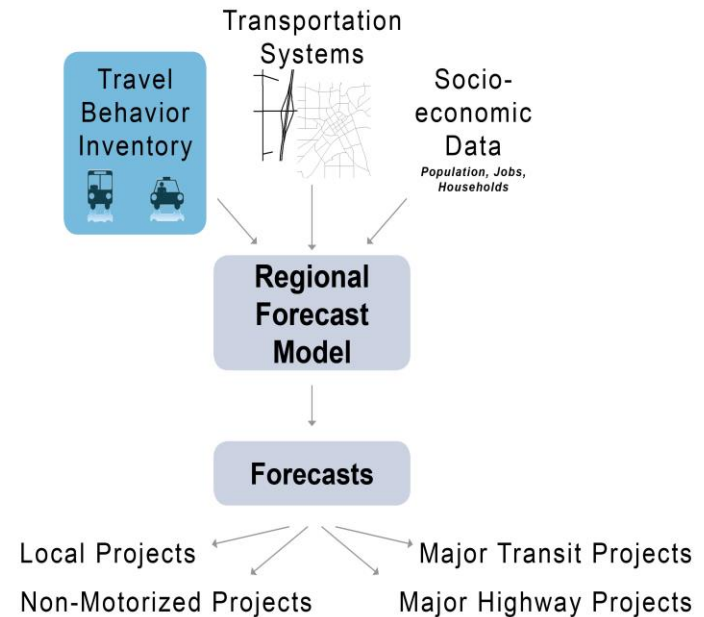 Transportation
Systems
Travel
Behavior
Inventory
Socio-
economic
Data
Population, Jobs,
Households
Regional
Forecast
Model
Forecasts
Local Projects
Major Transit Projects
Non-Motorized Projects
Major Highway Projects